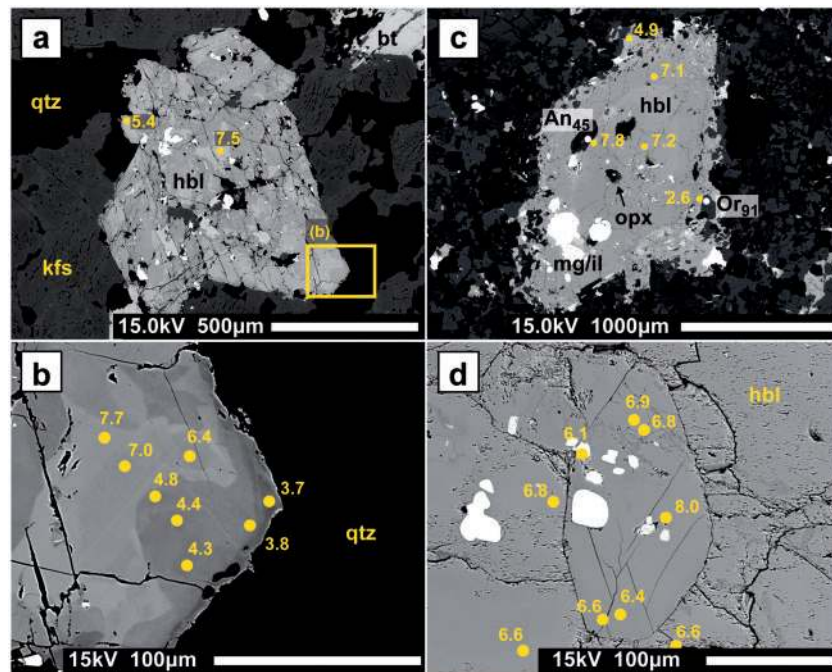 a
bt
qtz
5.4
7.5
hbl
(b)
kfs
15.0kV 500µm
c
4.9
7.1
hbl
An45
7.8
7.2
2.6
Or91
opx
mg/il
15.0kV 1000µm
b
7.7
7.0
6.4
4.8
4.4
3.7
3.8
4.3
qtz
15kV 100µm
d
hbl
6.9
6.8
6.1
6.8
8.0
6.6
6.4
6.6
6.6
15kV 100µm